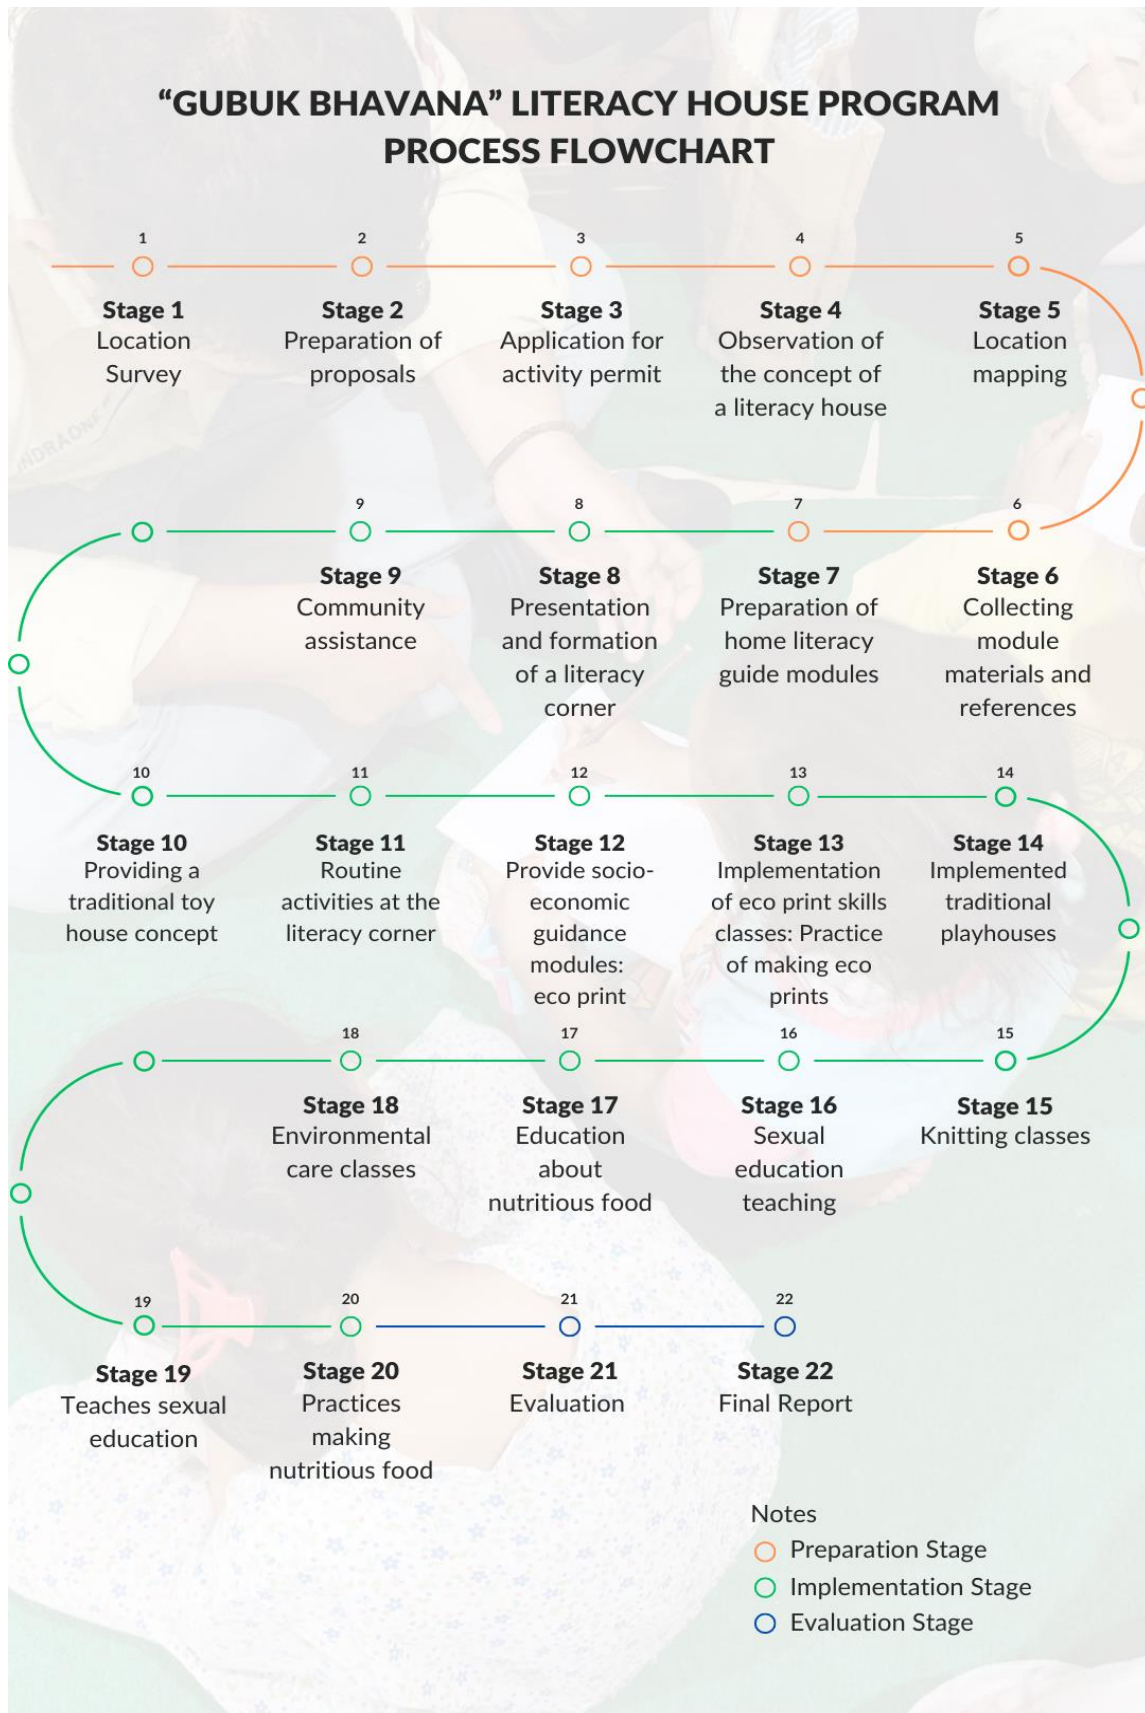 “GUBUK BHAVANA” LITERACY HOUSE PROGRAM
PROCESS FLOWCHART
1
Stage 1
Location
Survey
2
Stage 2
Preparation of
proposals
3
Stage 3
Application for
activity permit
4
Stage 4
Observation of
the concept of
a literacy house
5
Stage 5
Location
mapping
6
Stage 6
Collecting
module
materials and
references
7
Stage 7
Preparation of
home literacy
guide modules
8
Stage 8
Presentation
and formation
of a literacy
corner
9
Stage 9
Community
assistance
10
Stage 10
Providing a
traditional toy
house concept
11
Stage 11
Routine
activities at the
literacy corner
12
Stage 12
Provide socio-
economic
guidance
modules:
eco print
13
Stage 13
Implementation
of eco print skills
classes: Practice
of making eco
prints
14
Stage 14
Implemented
traditional
playhouses
15
Stage 15
Knitting classes
16
Stage 16
Sexual
education
teaching
17
Stage 17
Education
about
nutritious food
18
Stage 18
Environmental
care classes
19
Stage 19
Teaches sexual
education
20
Stage 20
Practices
making
nutritious food
21
Stage 21
Evaluation
22
Stage 22
Final Report
Notes
Preparation Stage
Implementation Stage
Evaluation Stage